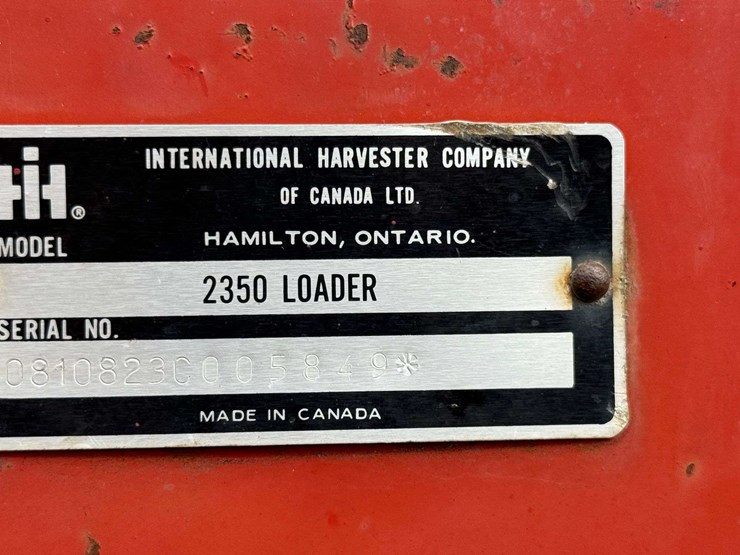 INTERNATIONAL HARVESTER COMPANY
OF CANADA LTD.
IH®
HAMILTON, ONTARIO.
MODEL
2350 LOADER
SERIAL NO.
0810823C005849*
MADE IN CANADA